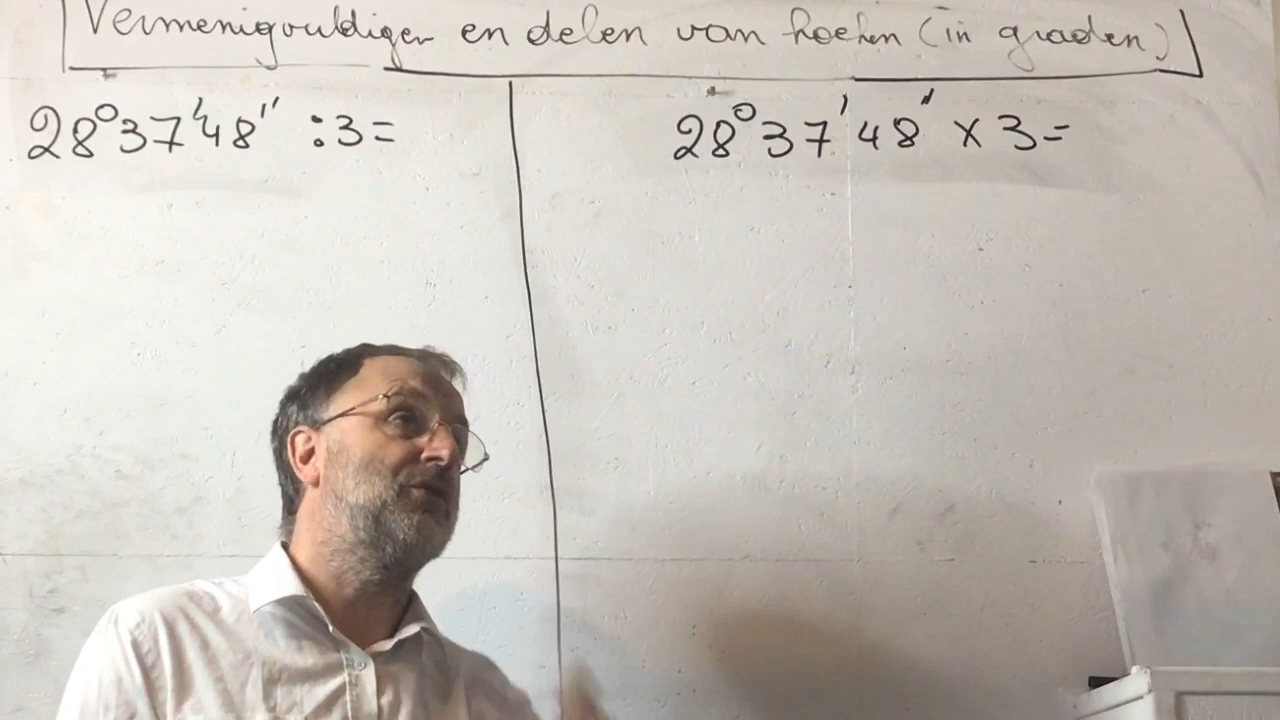 Vermenigvuldigen en delen van hoeken (in graden)
28°37'48" :3=
28°37'48" x 3=